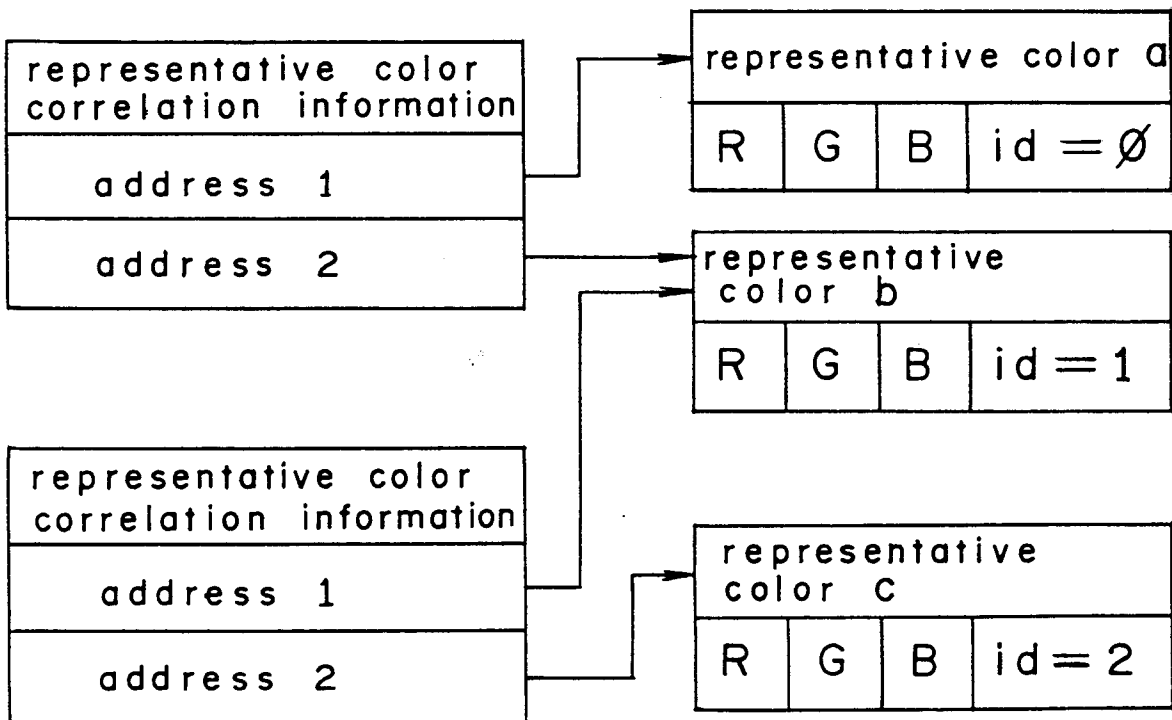 representative color
correlation information
address 1
address 2
representative color a
R G B id = Ø
representative
color b
R G B id = 1
representative color
correlation information
address 1
address 2
representative
color c
R G B id = 2